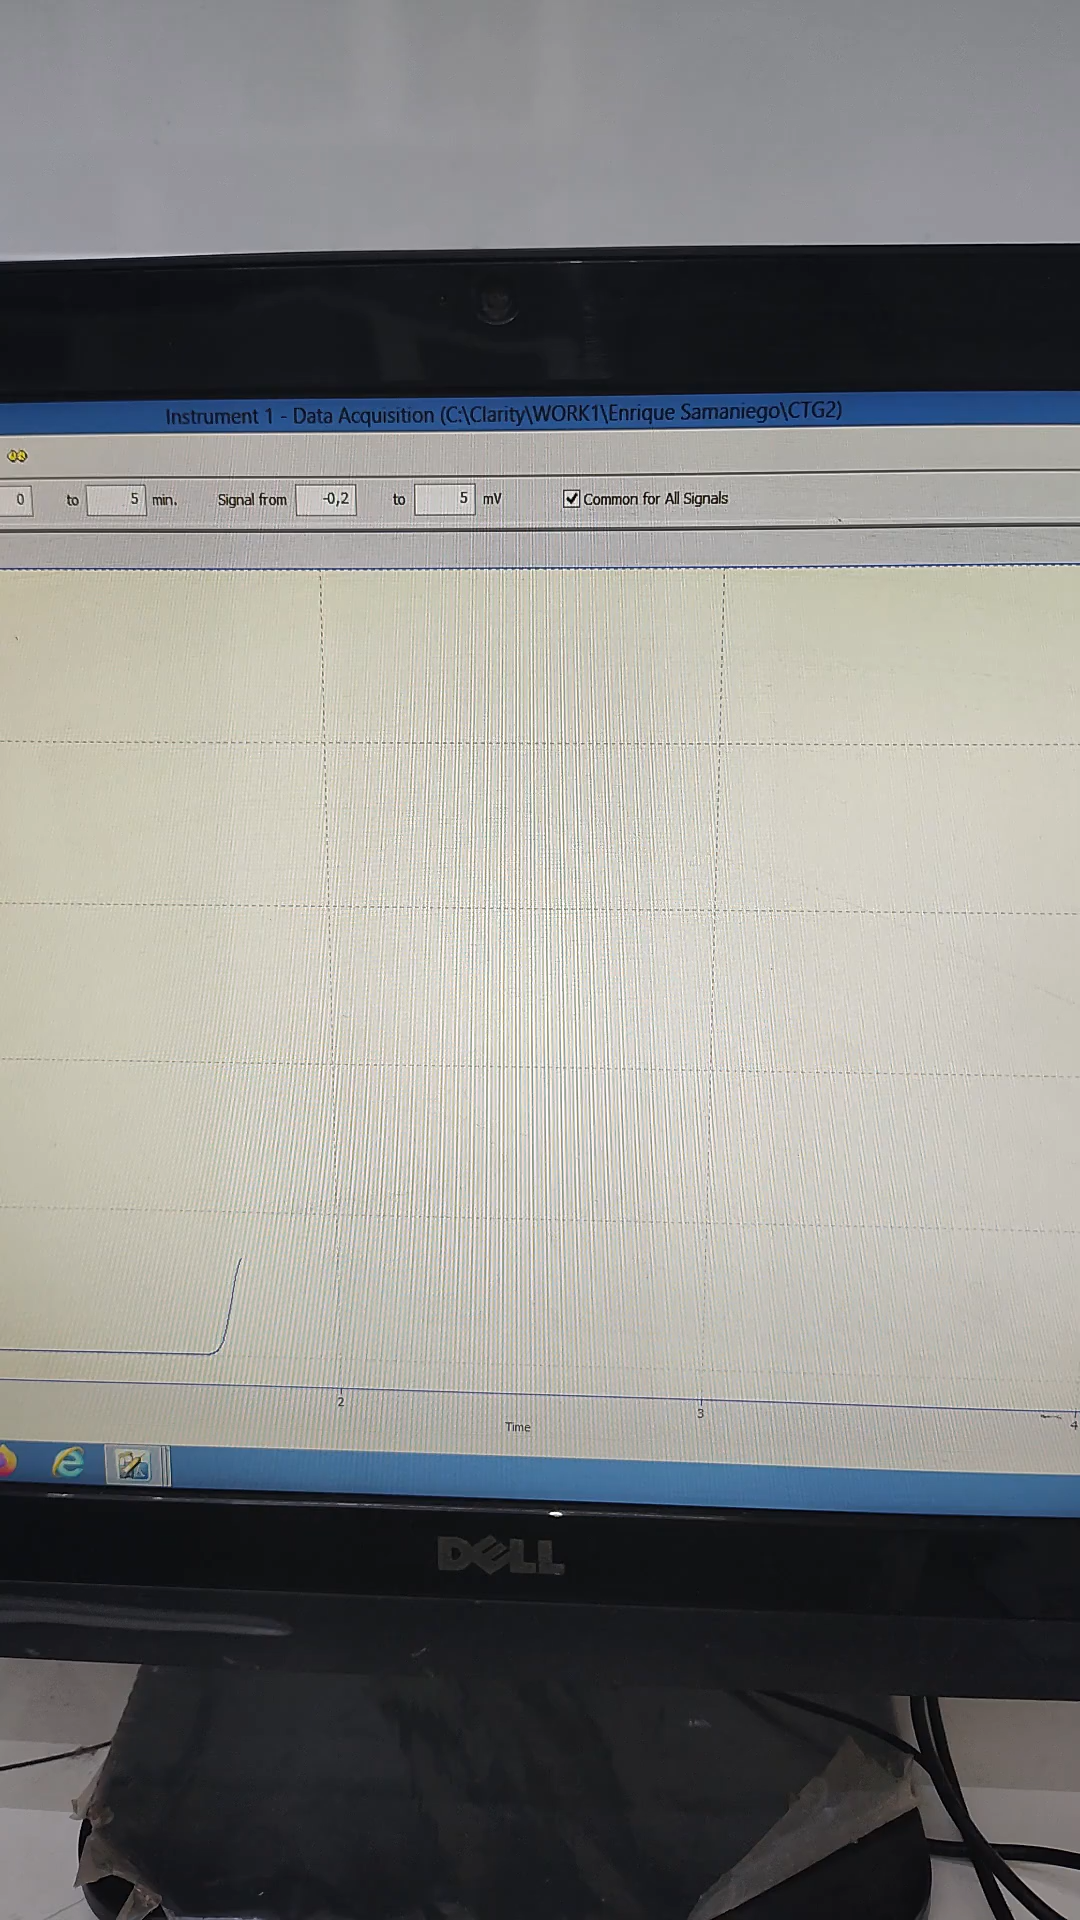 Instrument 1 - Data Acquisition (C:\Clarity\WORK1\Enrique Samaniego\CTG2)
0 to 5 min. Signal from -0,2 to 5 mV Common for All Signals
2 3 4
Time
DELL